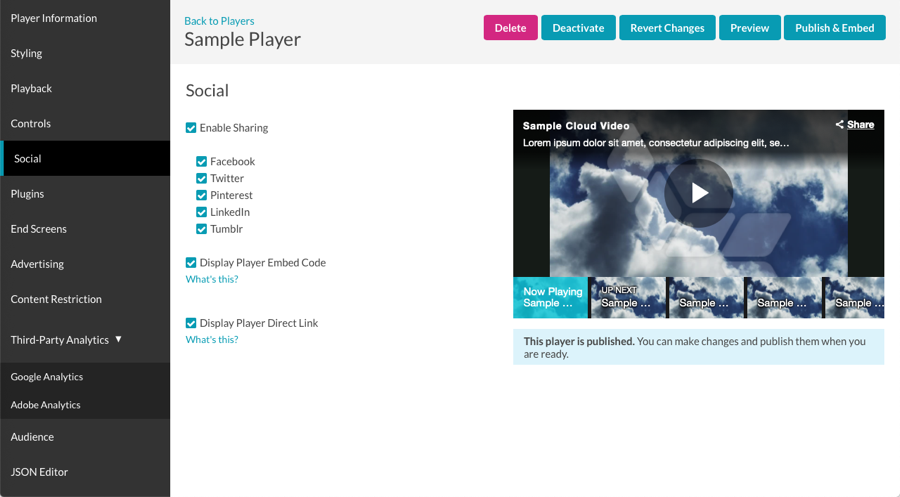 Player Information
Styling
Playback
Controls
Social
Plugins
End Screens
Advertising
Content Restriction
Third-Party Analytics ▼
Google Analytics
Adobe Analytics
Audience
JSON Editor
Back to Players
Sample Player
Delete
Deactivate
Revert Changes
Preview
Publish & Embed
Social
Enable Sharing
Facebook
Twitter
Pinterest
LinkedIn
Tumblr
Display Player Embed Code
What's this?
Display Player Direct Link
What's this?
Sample Cloud Video
Share
Lorem ipsum dolor sit amet, consectetur adipiscing elit, se...
Now Playing
Sample ...
UP NEXT
Sample ...
Sample ...
Sample ...
Sample ...
This player is published. You can make changes and publish them when you
are ready.